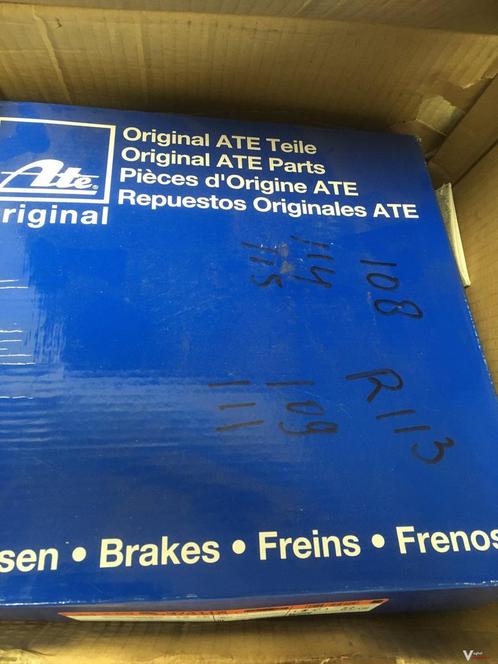 Original ATE Teile
Original ATE Parts
Pièces d'Origine ATE
Repuestos Originales ATE
Ate®
riginal
108
114
115
R113
109
111
sen • Brakes • Freins • Frenos